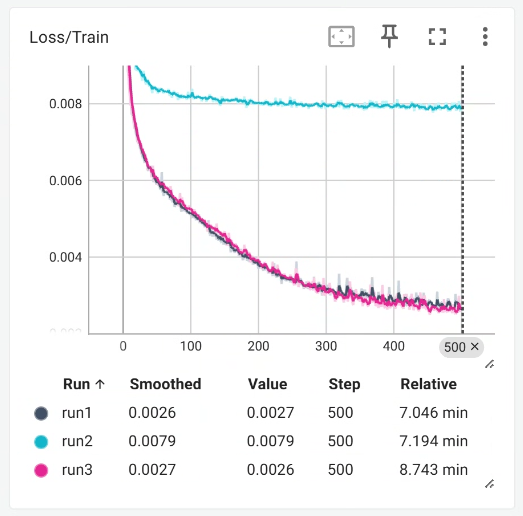 Loss/Train
0.008
0.006
0.004
0.002
0 100 200 300 400 500 ×
Run ↑ Smoothed Value Step Relative
run1 0.0026 0.0027 500 7.046 min
run2 0.0079 0.0079 500 7.194 min
run3 0.0027 0.0026 500 8.743 min